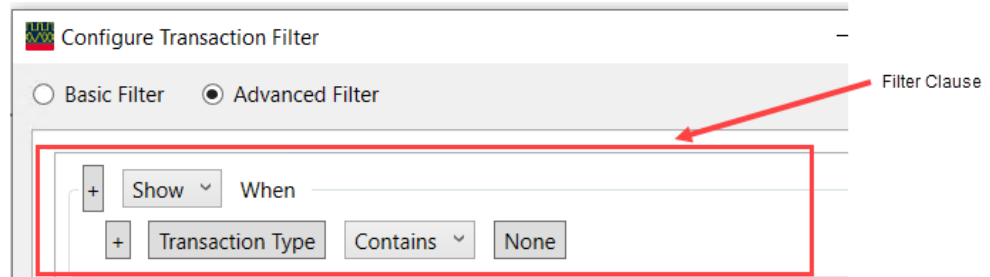 Configure Transaction Filter
Filter Clause
Basic Filter Advanced Filter
+ Show When
+ Transaction Type Contains None